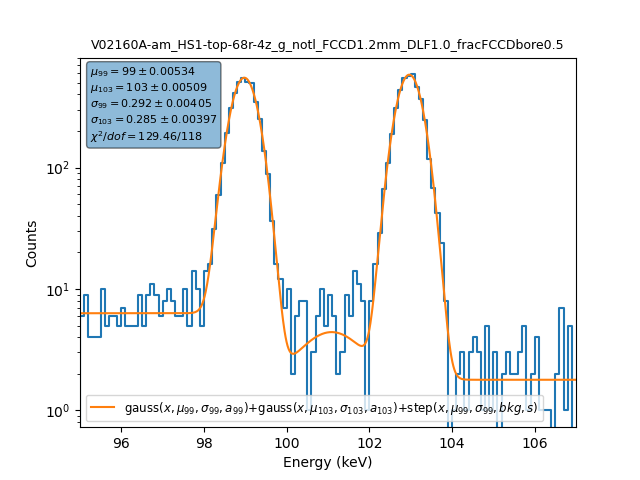 V02160A-am_HS1-top-68r-4z_g_notl_FCCD1.2mm_DLF1.0_fracFCCDbore0.5
μ₉₉ = 99 ± 0.00534
μ₁₀₃ = 103 ± 0.00509
σ₉₉ = 0.292 ± 0.00405
σ₁₀₃ = 0.285 ± 0.00397
χ²/dof = 129.46/118
Counts
10²
10¹
10⁰
gauss(x, μ₉₉, σ₉₉, a₉₉)+gauss(x, μ₁₀₃, σ₁₀₃, a₁₀₃)+step(x, μ₉₉, σ₉₉, bkg, s)
96 98 100 102 104 106
Energy (keV)